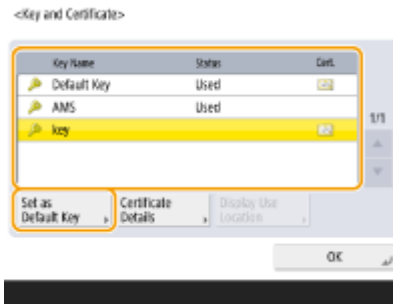 <Key and Certificate>
Key Name Status Cert.
Default Key Used
AMS Used
key
1/1
Set as
Default Key
Certificate
Details
Display Use
Location
OK